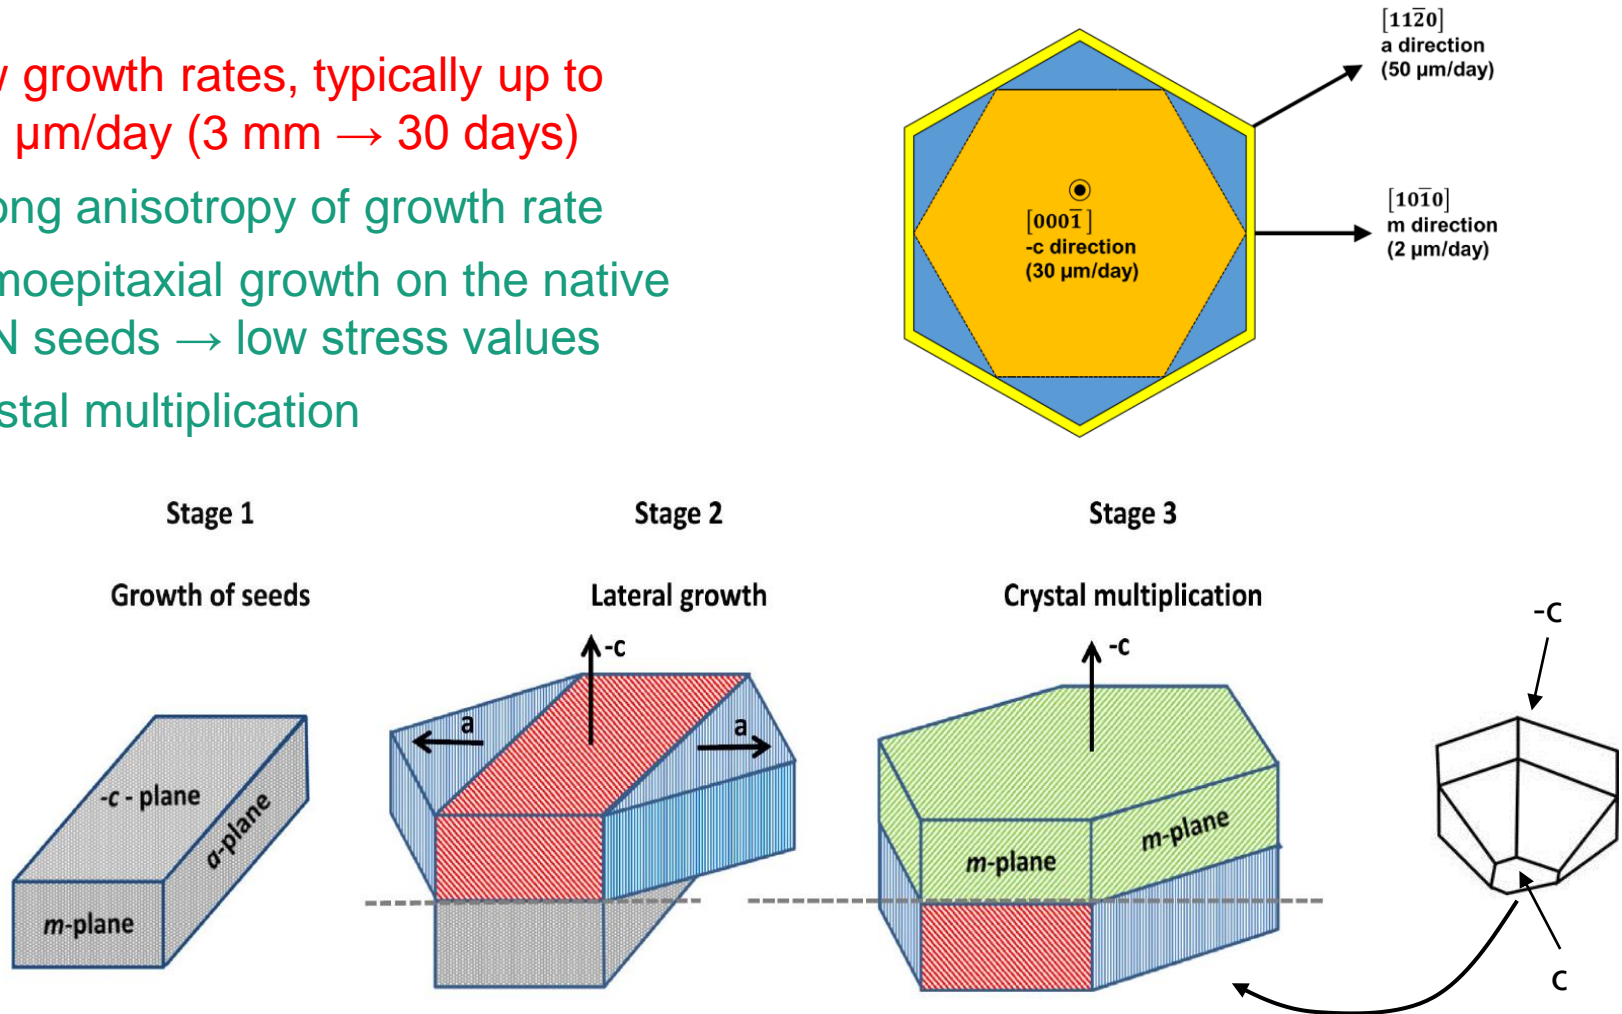 growth rates, typically up to
µm/day (3 mm → 30 days)
anisotropy of growth rate
growth on the native
seeds → low stress values
multiplication
[112̅0]
a direction
(50 µm/day)
[101̅0]
m direction
(2 µm/day)
[0001̅]
-c direction
(30 µm/day)
Stage 1
Stage 2
Stage 3
Growth of seeds
Lateral growth
Crystal multiplication
-c
-c
-c
a
a
-c - plane
a-plane
m-plane
m-plane
m-plane
c